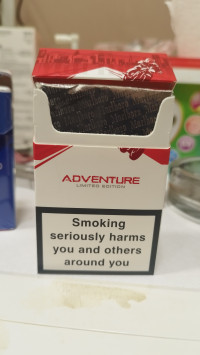 ADVENTURE
LIMITED EDITION
Smoking
seriously harms
you and others
around you